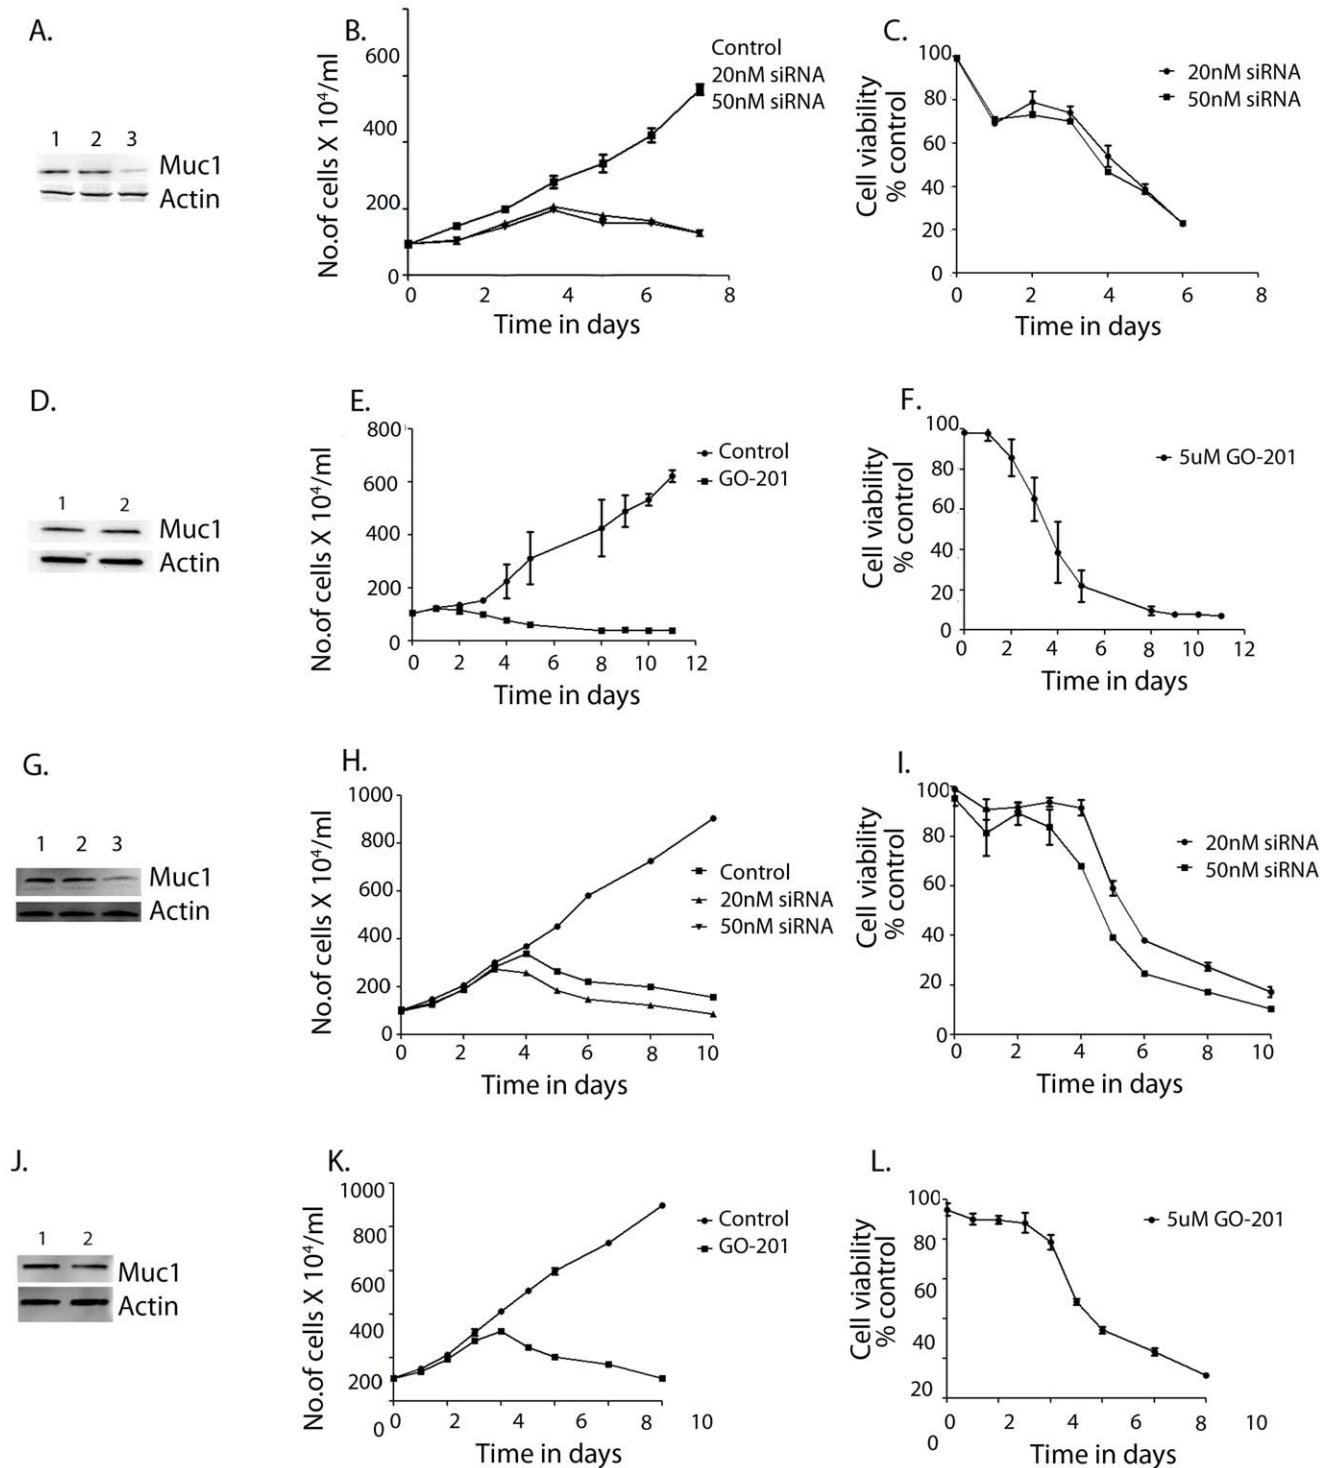 A.
1 2 3
Muc1
Actin
B.
No.of cells X 10⁴/ml
600
400
200
0
0 2 4 6 8
Time in days
Control
20nM siRNA
50nM siRNA
C.
Cell viability
% control
100
80
60
40
20
0
0 2 4 6 8
Time in days
20nM siRNA
50nM siRNA
D.
1 2
Muc1
Actin
E.
No.of cells X 10⁴/ml
800
600
400
200
0
0 2 4 6 8 10 12
Time in days
Control
GO-201
F.
Cell viability
% control
100
80
60
40
20
0
0 2 4 6 8 10 12
Time in days
5uM GO-201
G.
1 2 3
Muc1
Actin
H.
No.of cells X 10⁴/ml
1000
800
600
400
200
0
0 2 4 6 8 10
Time in days
Control
20nM siRNA
50nM siRNA
I.
Cell viability
% control
100
80
60
40
20
0
0 2 4 6 8 10
Time in days
20nM siRNA
50nM siRNA
J.
1 2
Muc1
Actin
K.
No.of cells X 10⁴/ml
1000
800
600
400
200
0
0 2 4 6 8 10
Time in days
Control
GO-201
L.
Cell viability
% control
100
80
60
40
20
0
0 2 4 6 8 10
Time in days
5uM GO-201